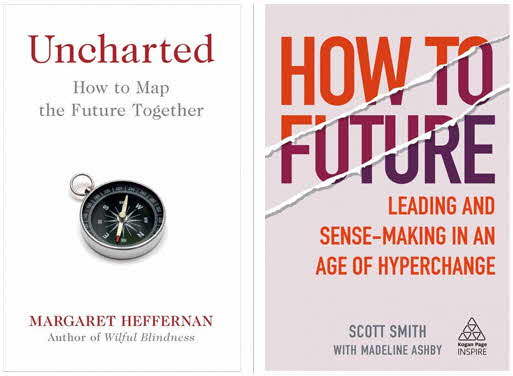 Uncharted
How to Map
the Future Together
MARGARET HEFFERNAN
Author of Wilful Blindness
HOW TO
FUTURE
LEADING AND
SENSE-MAKING IN AN
AGE OF HYPERCHANGE
SCOTT SMITH
WITH MADELINE ASHBY
Kogan Page
INSPIRE